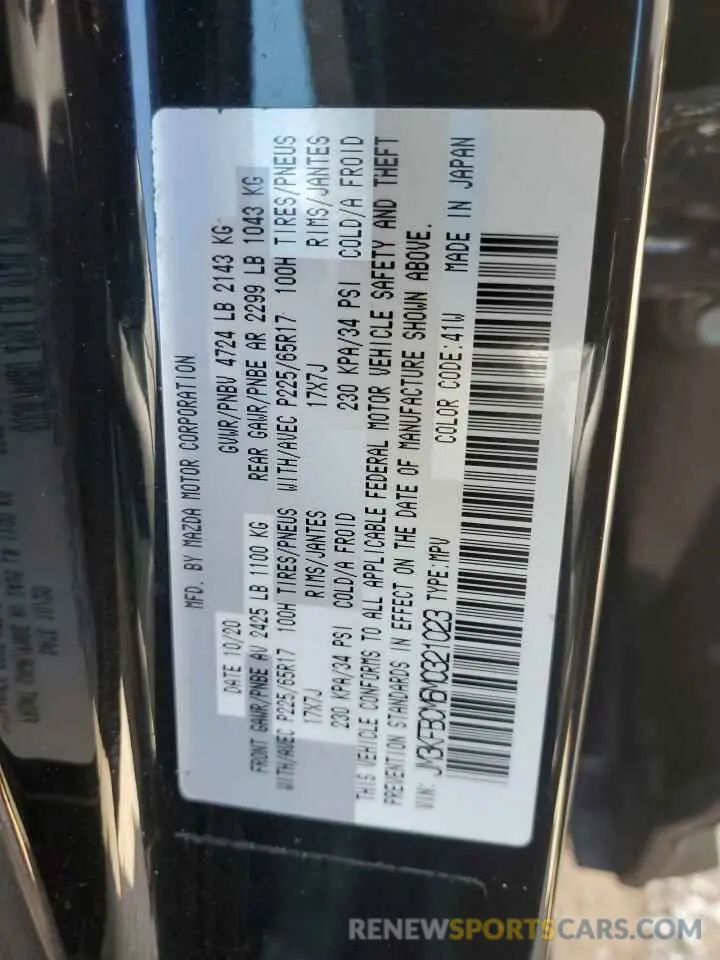 MFD. BY MAZDA MOTOR CORPORATION
DATE 10/20 GVWR/PNBV 4724 LB 2143 KG
FRONT GAWR/PNBE AV 2425 LB 1100 KG REAR GAWR/PNBE AR 2299 LB 1043 KG
WITH/AVEC P225/65R17 100H TIRES/PNEUS WITH/AVEC P225/65R17 100H TIRES/PNEUS
17X7J RIMS/JANTES 17X7J RIMS/JANTES
230 KPA/34 PSI COLD/A FROID 230 KPA/34 PSI COLD/A FROID
THIS VEHICLE CONFORMS TO ALL APPLICABLE FEDERAL MOTOR VEHICLE SAFETY AND THEFT
PREVENTION STANDARDS IN EFFECT ON THE DATE OF MANUFACTURE SHOWN ABOVE.
VIN: JM3KFBCM6M0321023 TYPE:MPV COLOR CODE:41W MADE IN JAPAN
RENEWSPORTSCARS.COM